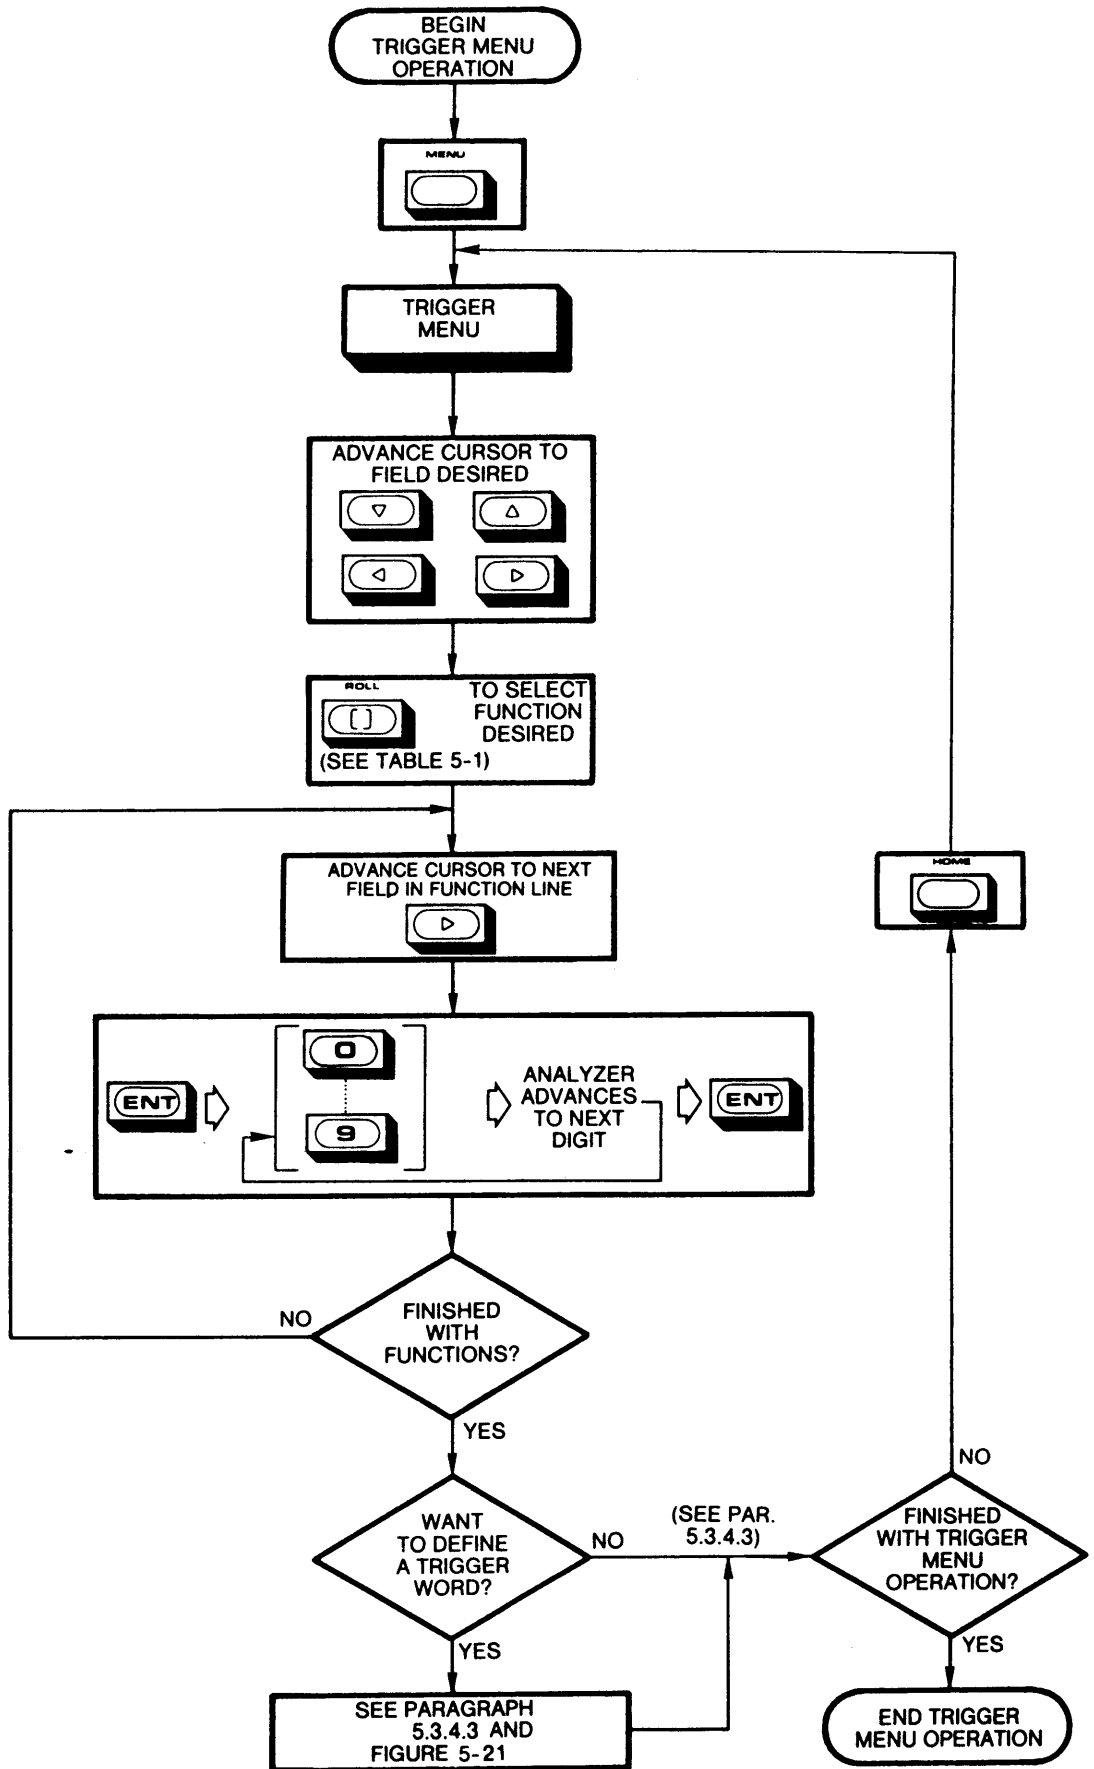 BEGIN
TRIGGER MENU
OPERATION
MENU
TRIGGER
MENU
ADVANCE CURSOR TO
FIELD DESIRED
ROLL
[ ]
TO SELECT
FUNCTION
DESIRED
(SEE TABLE 5-1)
ADVANCE CURSOR TO NEXT
FIELD IN FUNCTION LINE
HOME
ENT
0
9
ANALYZER
ADVANCES
TO NEXT
DIGIT
ENT
NO
FINISHED
WITH
FUNCTIONS?
YES
WANT
TO DEFINE
A TRIGGER
WORD?
NO
(SEE PAR.
5.3.4.3)
NO
FINISHED
WITH TRIGGER
MENU
OPERATION?
YES
YES
SEE PARAGRAPH
5.3.4.3 AND
FIGURE 5-21
END TRIGGER
MENU OPERATION